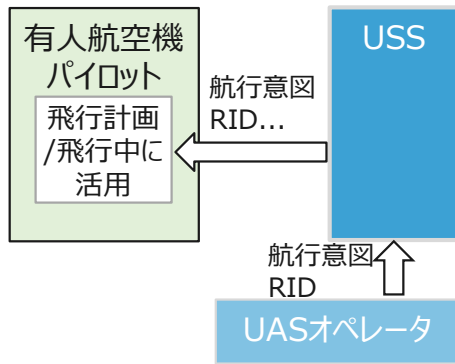 有人航空機
パイロット
飛行計画
/飛行中に
活用
航行意図
RID...
USS
航行意図
RID
UASオペレータ